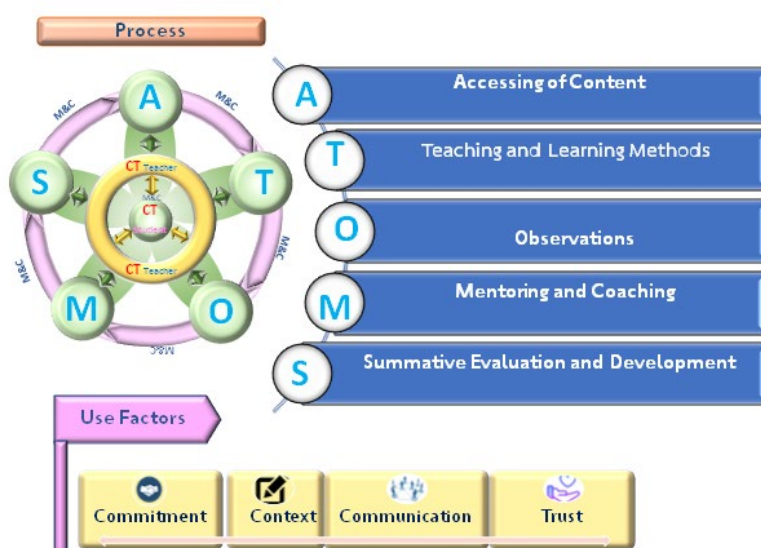 Process
A
T
O
M
S
M&C
M&C
M&C
M&C
M&C
CT Teacher
M&C
CT
Student
CT Teacher
A Accessing of Content
T Teaching and Learning Methods
O Observations
M Mentoring and Coaching
S Summative Evaluation and Development
Use Factors
Commitment Context Communication Trust